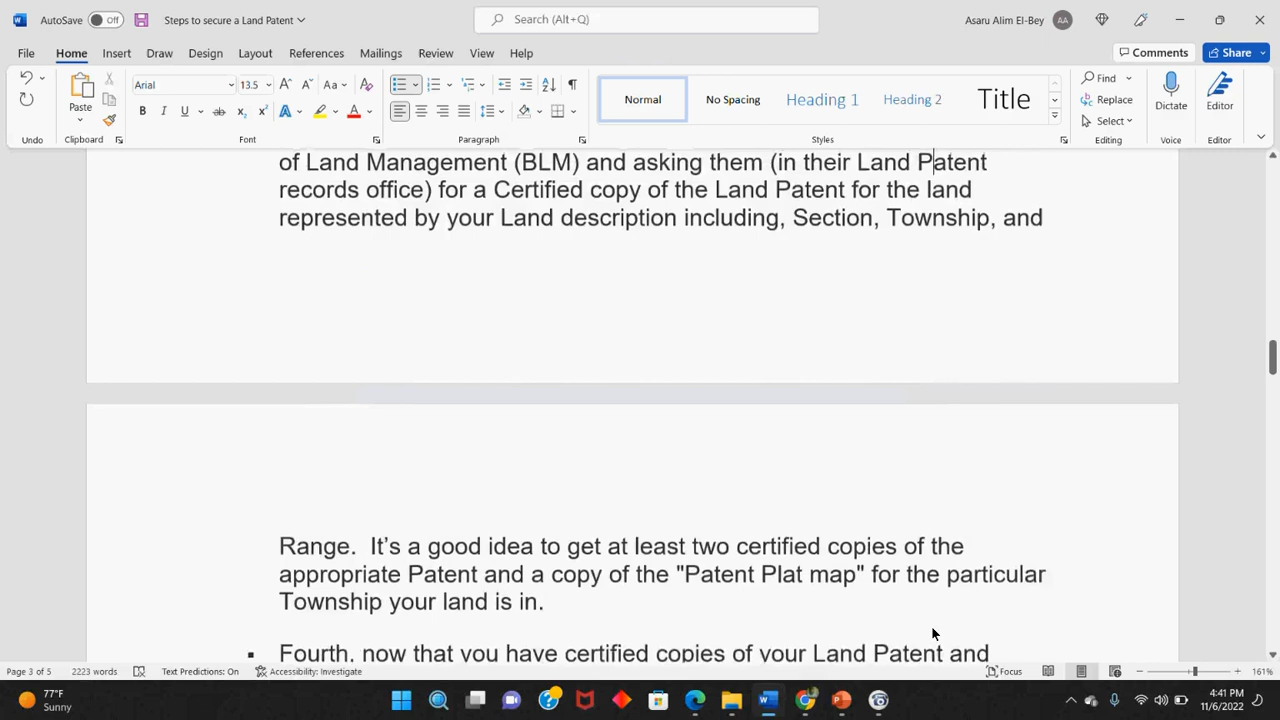 AutoSave Off Steps to secure a Land Patent Search (Alt+Q) Asaru Alim El-Bey AA
File Home Insert Draw Design Layout References Mailings Review View Help Comments Share
Arial 13.5 Aa Find
Paste Normal No Spacing Heading 1 Heading 2 Title Replace Dictate Editor
B I U ab x₂ x² A A Select
Undo Clipboard Font Paragraph Styles Editing Voice Editor
of Land Management (BLM) and asking them (in their Land Patent
records office) for a Certified copy of the Land Patent for the land
represented by your Land description including, Section, Township, and
Range. It’s a good idea to get at least two certified copies of the
appropriate Patent and a copy of the "Patent Plat map" for the particular
Township your land is in.
▪ Fourth, now that you have certified copies of your Land Patent and
Page 3 of 5 2223 words Text Predictions: On Accessibility: Investigate Focus 161%
77°F
Sunny
4:41 PM
11/6/2022